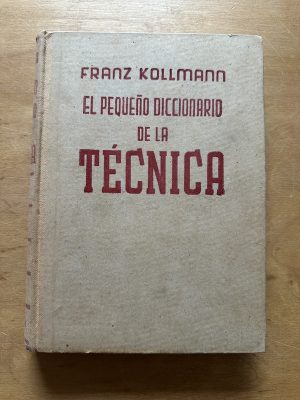 FRANZ KOLLMANN
EL PEQUEÑO DICCIONARIO
DE LA
TÉCNICA